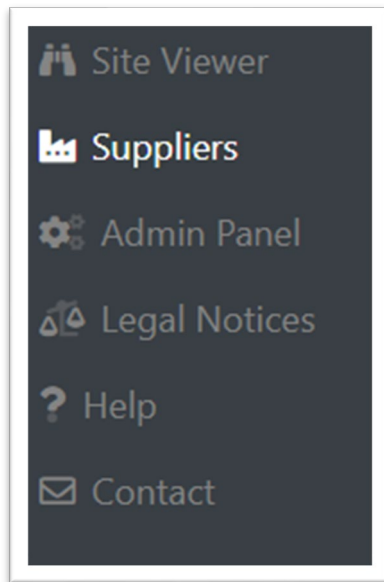 Site Viewer
Suppliers
Admin Panel
Legal Notices
Help
Contact